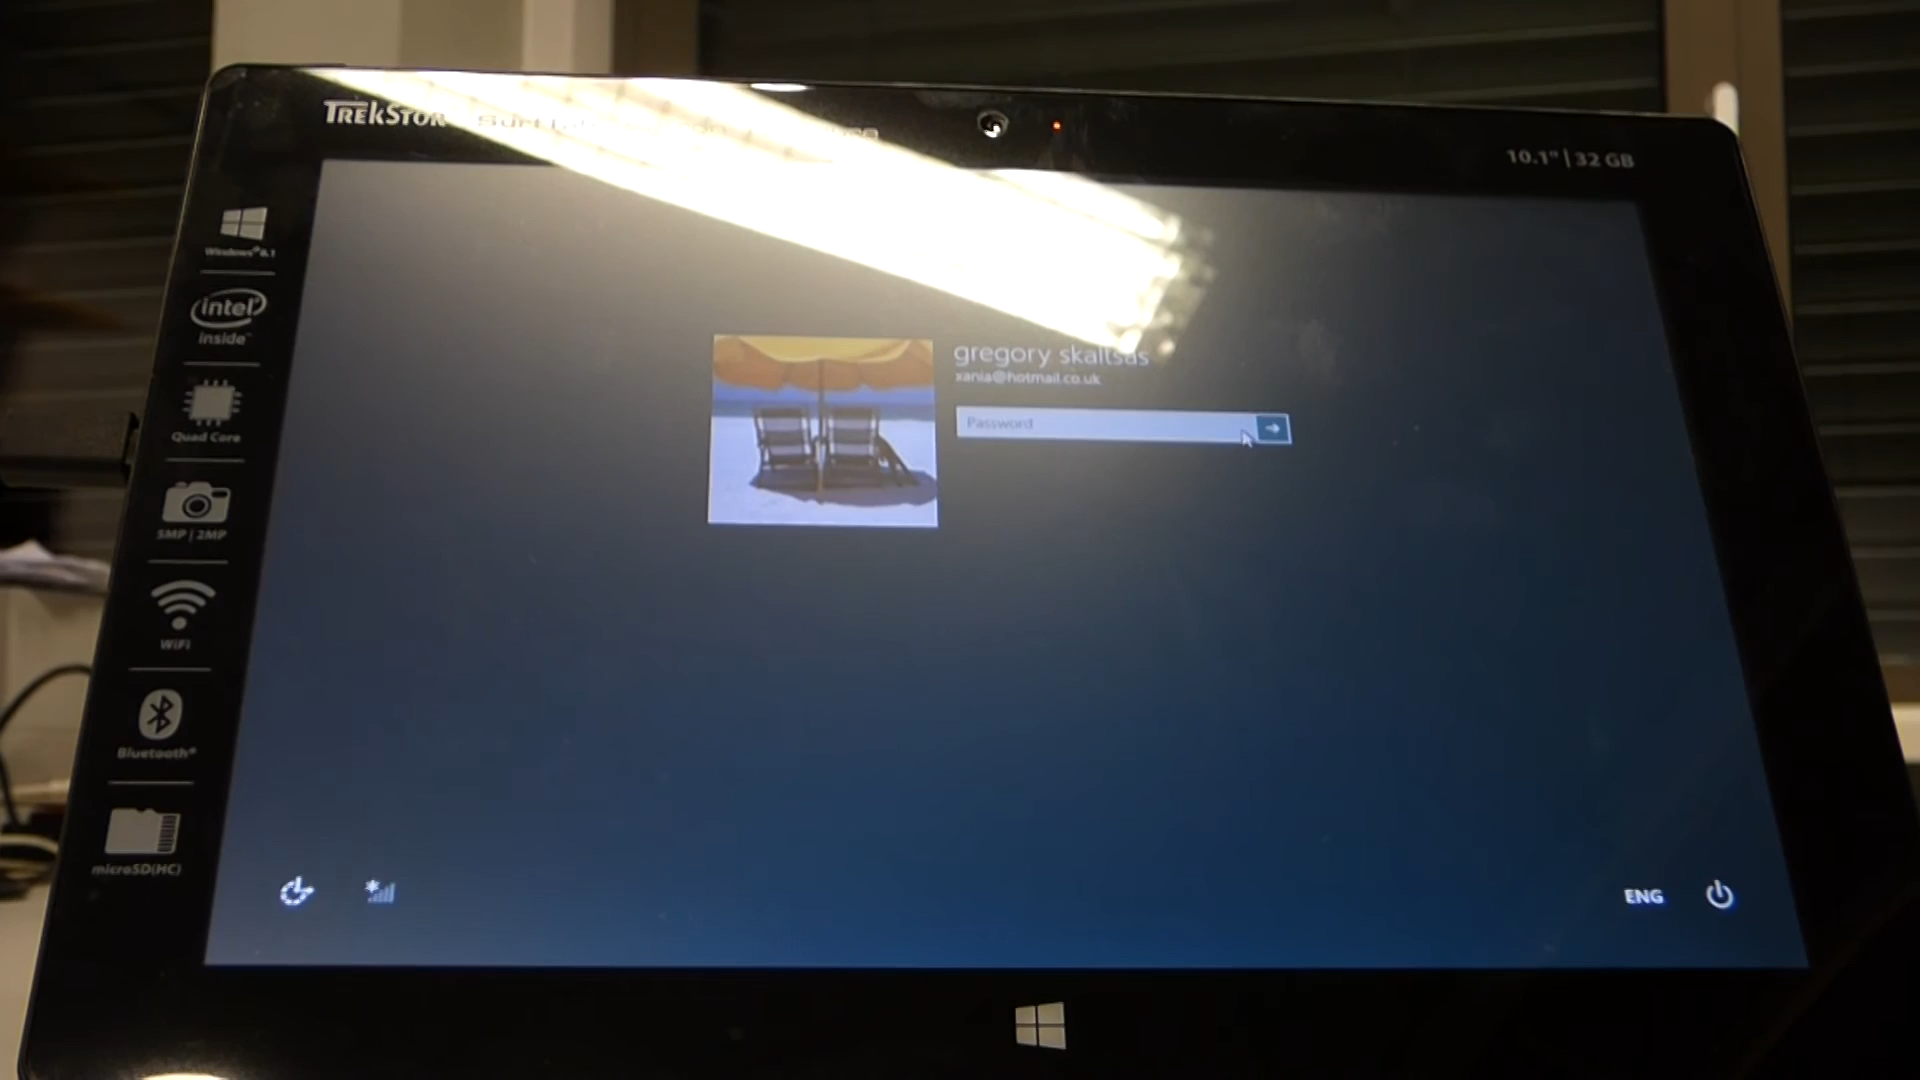 TREKSTOR
10.1" | 32 GB
Windows® 8.1
intel
inside™
Quad Core
5MP | 2MP
WiFi
Bluetooth®
microSD(HC)
gregory skaltsas
xania@hotmail.co.uk
Password
ENG